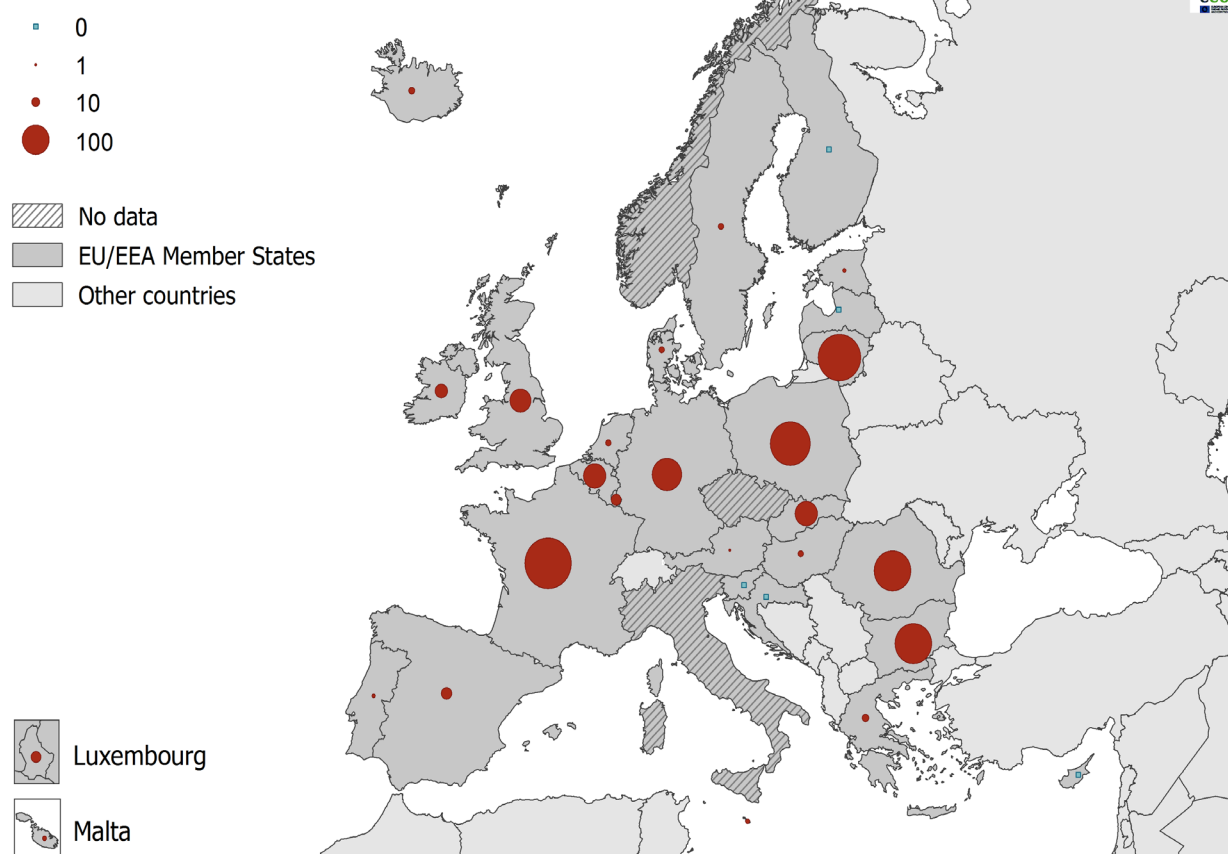 0
1
10
100
No data
EU/EEA Member States
Other countries
Luxembourg
Malta